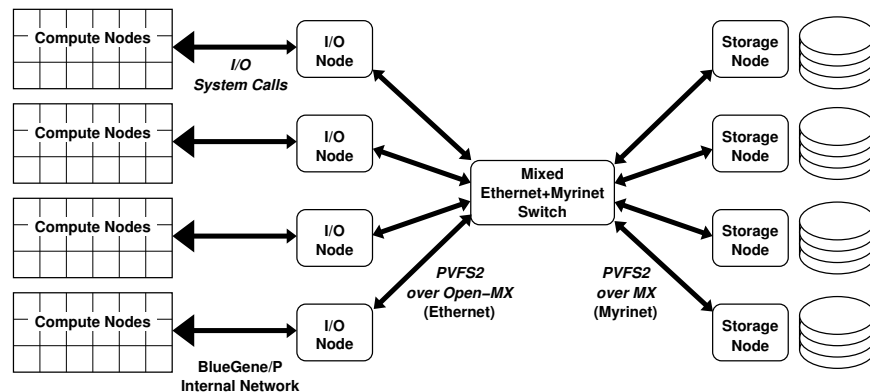 Compute Nodes
I/O
System Calls
I/O
Node
Compute Nodes
I/O
Node
Compute Nodes
I/O
Node
Compute Nodes
I/O
Node
BlueGene/P
Internal Network
Mixed
Ethernet+Myrinet
Switch
PVFS2
over Open−MX
(Ethernet)
PVFS2
over MX
(Myrinet)
Storage
Node
Storage
Node
Storage
Node
Storage
Node